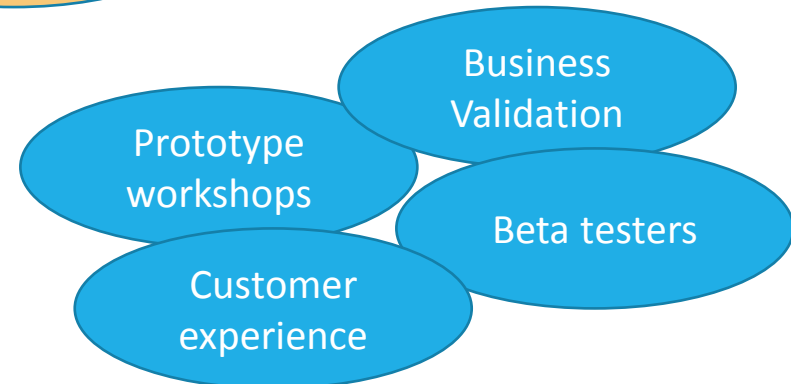 Business
Validation
Prototype
workshops
Beta testers
Customer
experience